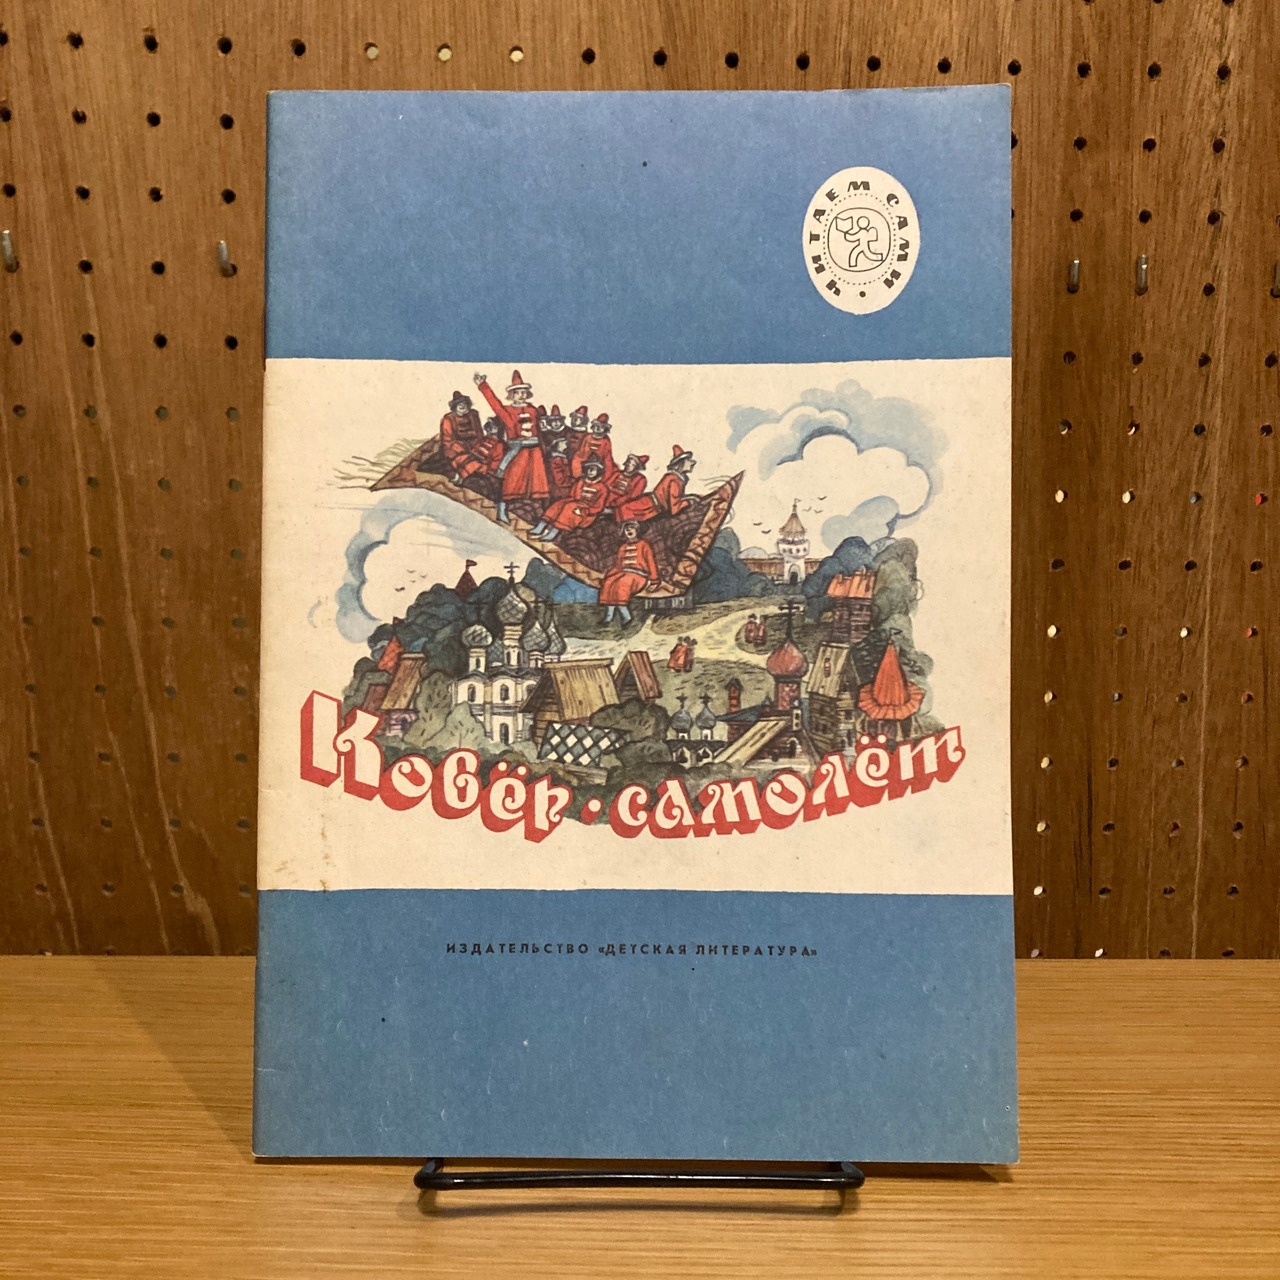 ЧИТАЕМ САМИ •
Ковёр·самолёт
ИЗДАТЕЛЬСТВО «ДЕТСКАЯ ЛИТЕРАТУРА»